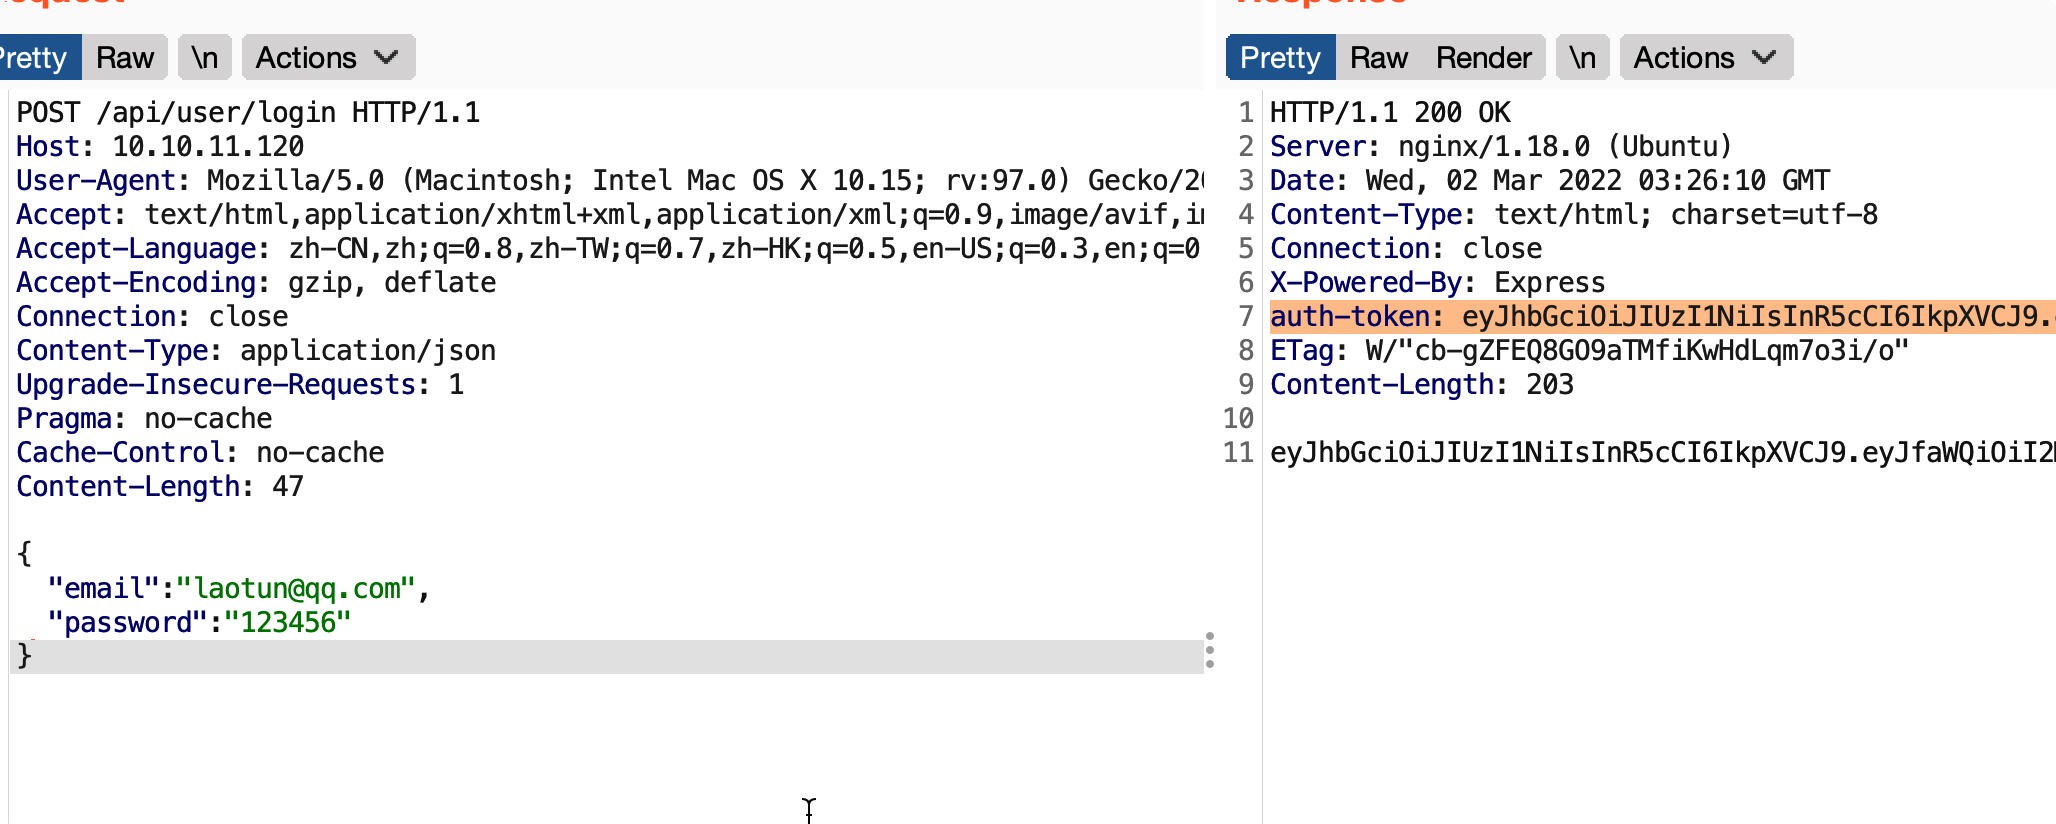 Pretty Raw \n Actions
POST /api/user/login HTTP/1.1
Host: 10.10.11.120
User-Agent: Mozilla/5.0 (Macintosh; Intel Mac OS X 10.15; rv:97.0) Gecko/20
Accept: text/html,application/xhtml+xml,application/xml;q=0.9,image/avif,i
Accept-Language: zh-CN,zh;q=0.8,zh-TW;q=0.7,zh-HK;q=0.5,en-US;q=0.3,en;q=0
Accept-Encoding: gzip, deflate
Connection: close
Content-Type: application/json
Upgrade-Insecure-Requests: 1
Pragma: no-cache
Cache-Control: no-cache
Content-Length: 47
{
"email":"laotun@qq.com",
"password":"123456"
}
Response
Pretty Raw Render \n Actions
1 HTTP/1.1 200 OK
2 Server: nginx/1.18.0 (Ubuntu)
3 Date: Wed, 02 Mar 2022 03:26:10 GMT
4 Content-Type: text/html; charset=utf-8
5 Connection: close
6 X-Powered-By: Express
7 auth-token: eyJhbGciOiJIUzI1NiIsInR5cCI6IkpXVCJ9.
8 ETag: W/"cb-gZFEQ8GO9aTMfiKwHdLqm7o3i/o"
9 Content-Length: 203
10
11 eyJhbGciOiJIUzI1NiIsInR5cCI6IkpXVCJ9.eyJfaWQiOiI2